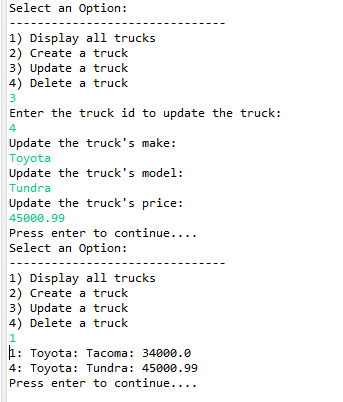 Select an Option:
------------------------------
1) Display all trucks
2) Create a truck
3) Update a truck
4) Delete a truck
3
Enter the truck id to update the truck:
4
Update the truck's make:
Toyota
Update the truck's model:
Tundra
Update the truck's price:
45000.99
Press enter to continue....
Select an Option:
------------------------------
1) Display all trucks
2) Create a truck
3) Update a truck
4) Delete a truck
1
1: Toyota: Tacoma: 34000.0
4: Toyota: Tundra: 45000.99
Press enter to continue....